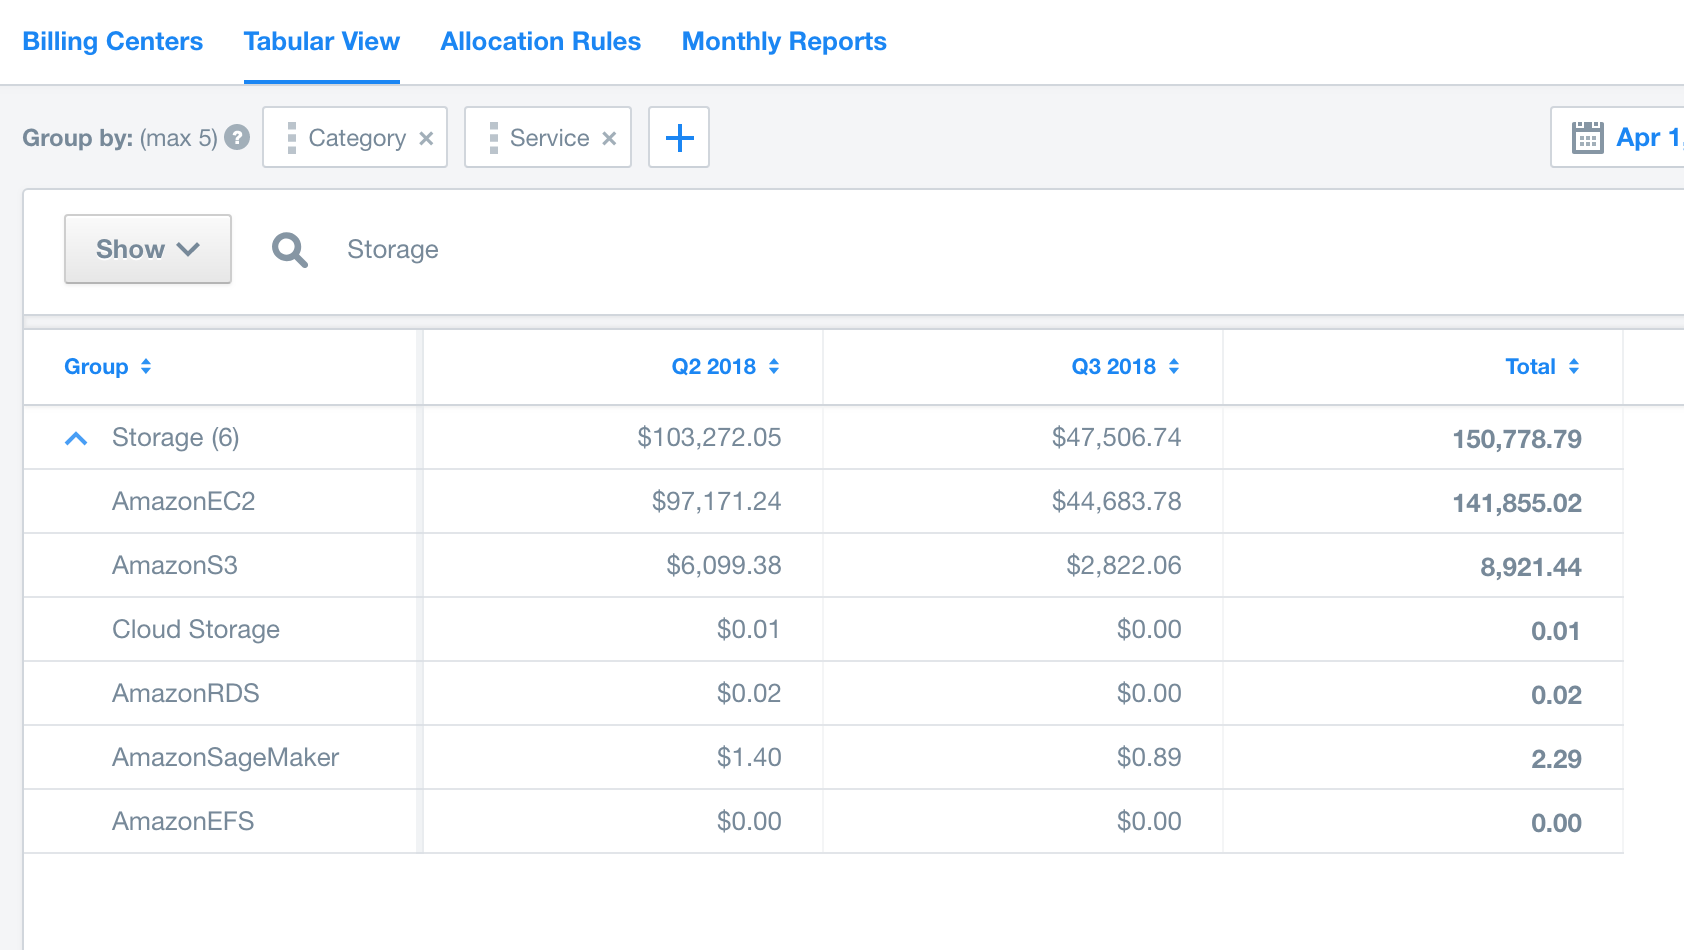 Billing Centers Tabular View Allocation Rules Monthly Reports
Group by: (max 5) ? Category × Service × + Apr 1,
Show Storage
Group Q2 2018 Q3 2018 Total
Storage (6) $103,272.05 $47,506.74 150,778.79
AmazonEC2 $97,171.24 $44,683.78 141,855.02
AmazonS3 $6,099.38 $2,822.06 8,921.44
Cloud Storage $0.01 $0.00 0.01
AmazonRDS $0.02 $0.00 0.02
AmazonSageMaker $1.40 $0.89 2.29
AmazonEFS $0.00 $0.00 0.00